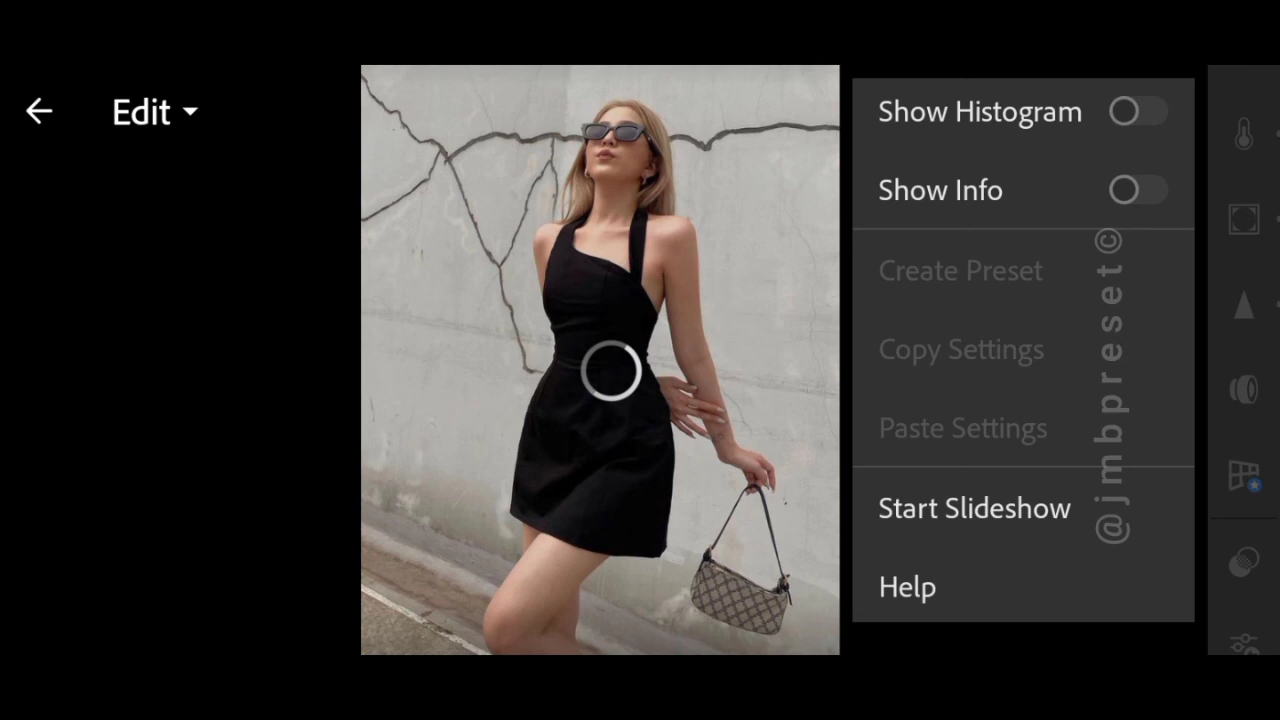 Edit
Show Histogram
Show Info
Create Preset
Copy Settings
Paste Settings
Start Slideshow
Help
@jmbpreset©